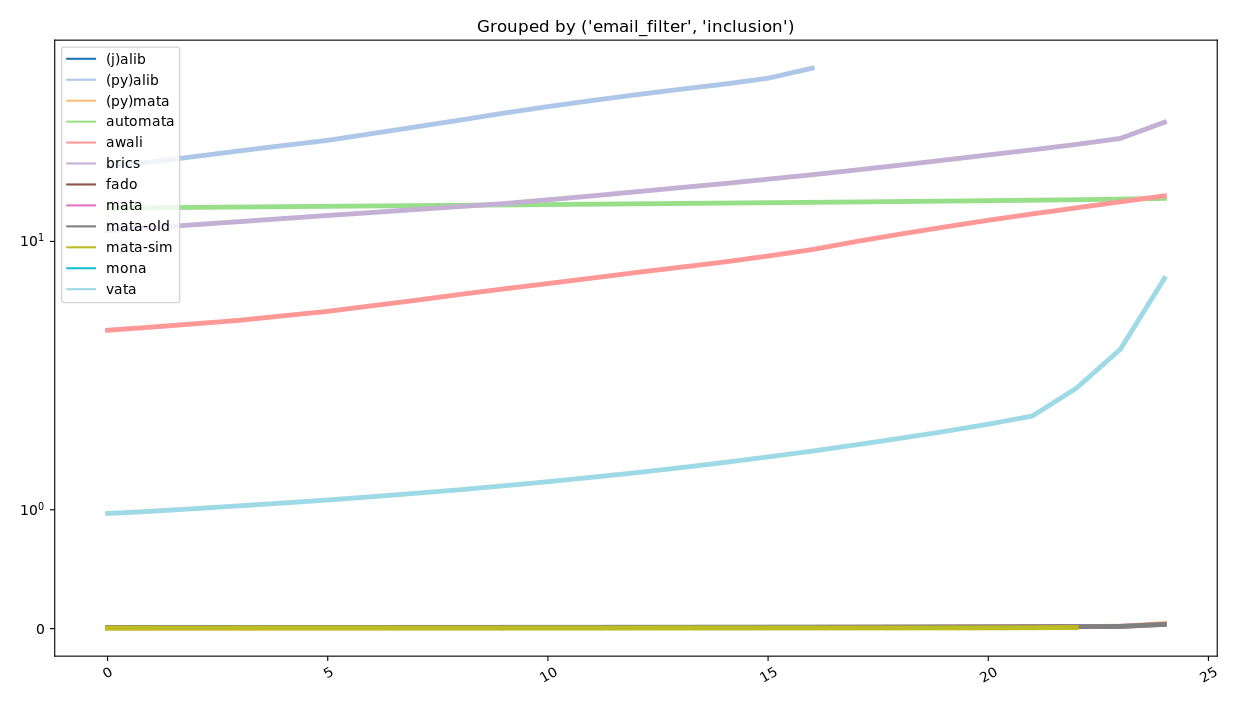 Grouped by ('email_filter', 'inclusion')
(j)alib
(py)alib
(py)mata
automata
awali
brics
fado
mata
mata-old
mata-sim
mona
vata
10¹
10⁰
0
0
5
10
15
20
25